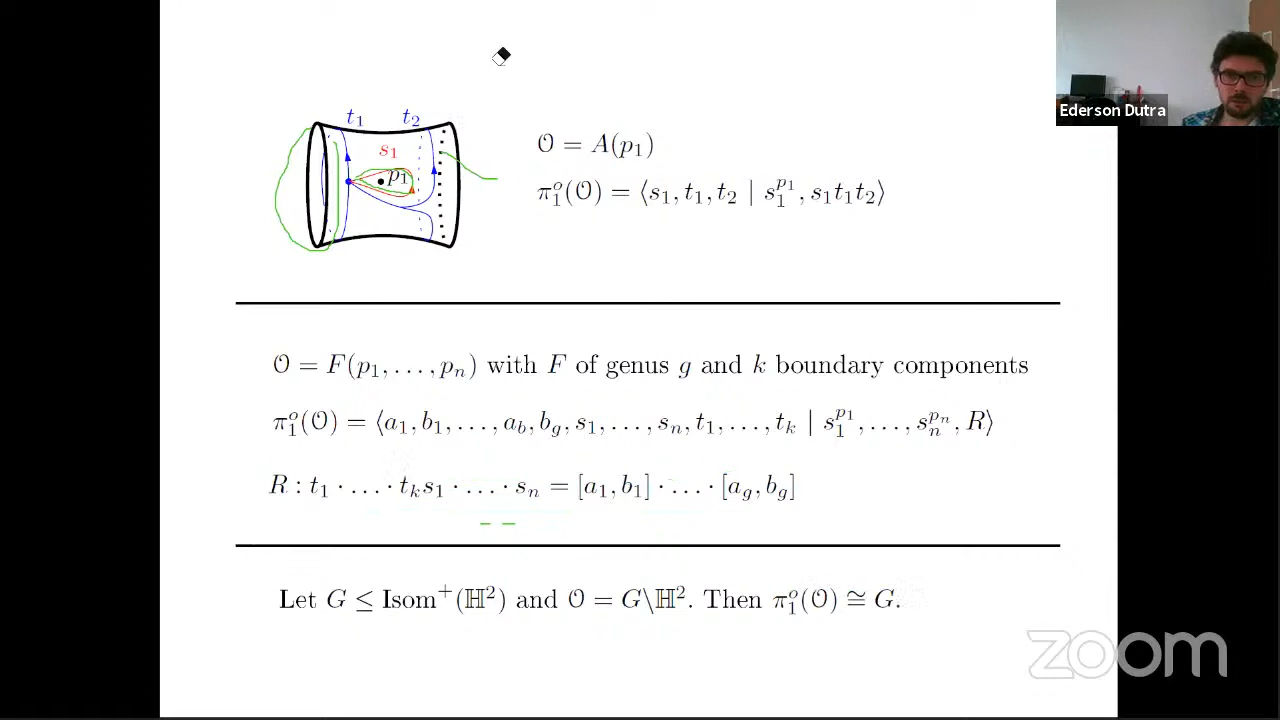 Ederson Dutra
t₁ t₂
s₁
p₁
𝒪 = A(p₁)
π₁ᵒ(𝒪) = ⟨s₁, t₁, t₂ | s₁^{p₁}, s₁t₁t₂⟩
𝒪 = F(p₁, . . . , pₙ) with F of genus g and k boundary components
π₁ᵒ(𝒪) = ⟨a₁, b₁, . . . , a_b, b_g, s₁, . . . , sₙ, t₁, . . . , t_k | s₁^{p₁}, . . . , sₙ^{pₙ}, R⟩
R : t₁ · . . . · t_k s₁ · . . . · sₙ = [a₁, b₁] · . . . · [a_g, b_g]
Let G ≤ Isom⁺(ℍ²) and 𝒪 = G\ℍ². Then π₁ᵒ(𝒪) ≅ G.
zoom